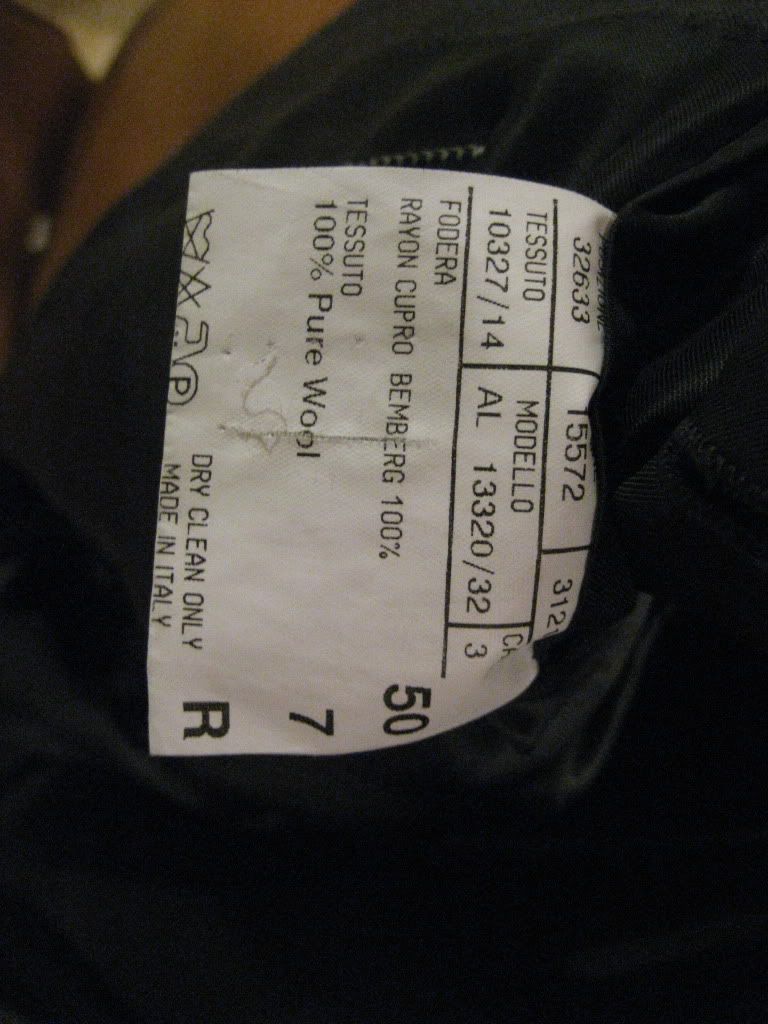 32633 15572 312
TESSUTO MODELLO
10327/14 AL 13320/32 3
FODERA
RAYON CUPRO BEMBERG 100%
50
TESSUTO
100% Pure Wool
7
P
DRY CLEAN ONLY
MADE IN ITALY
R